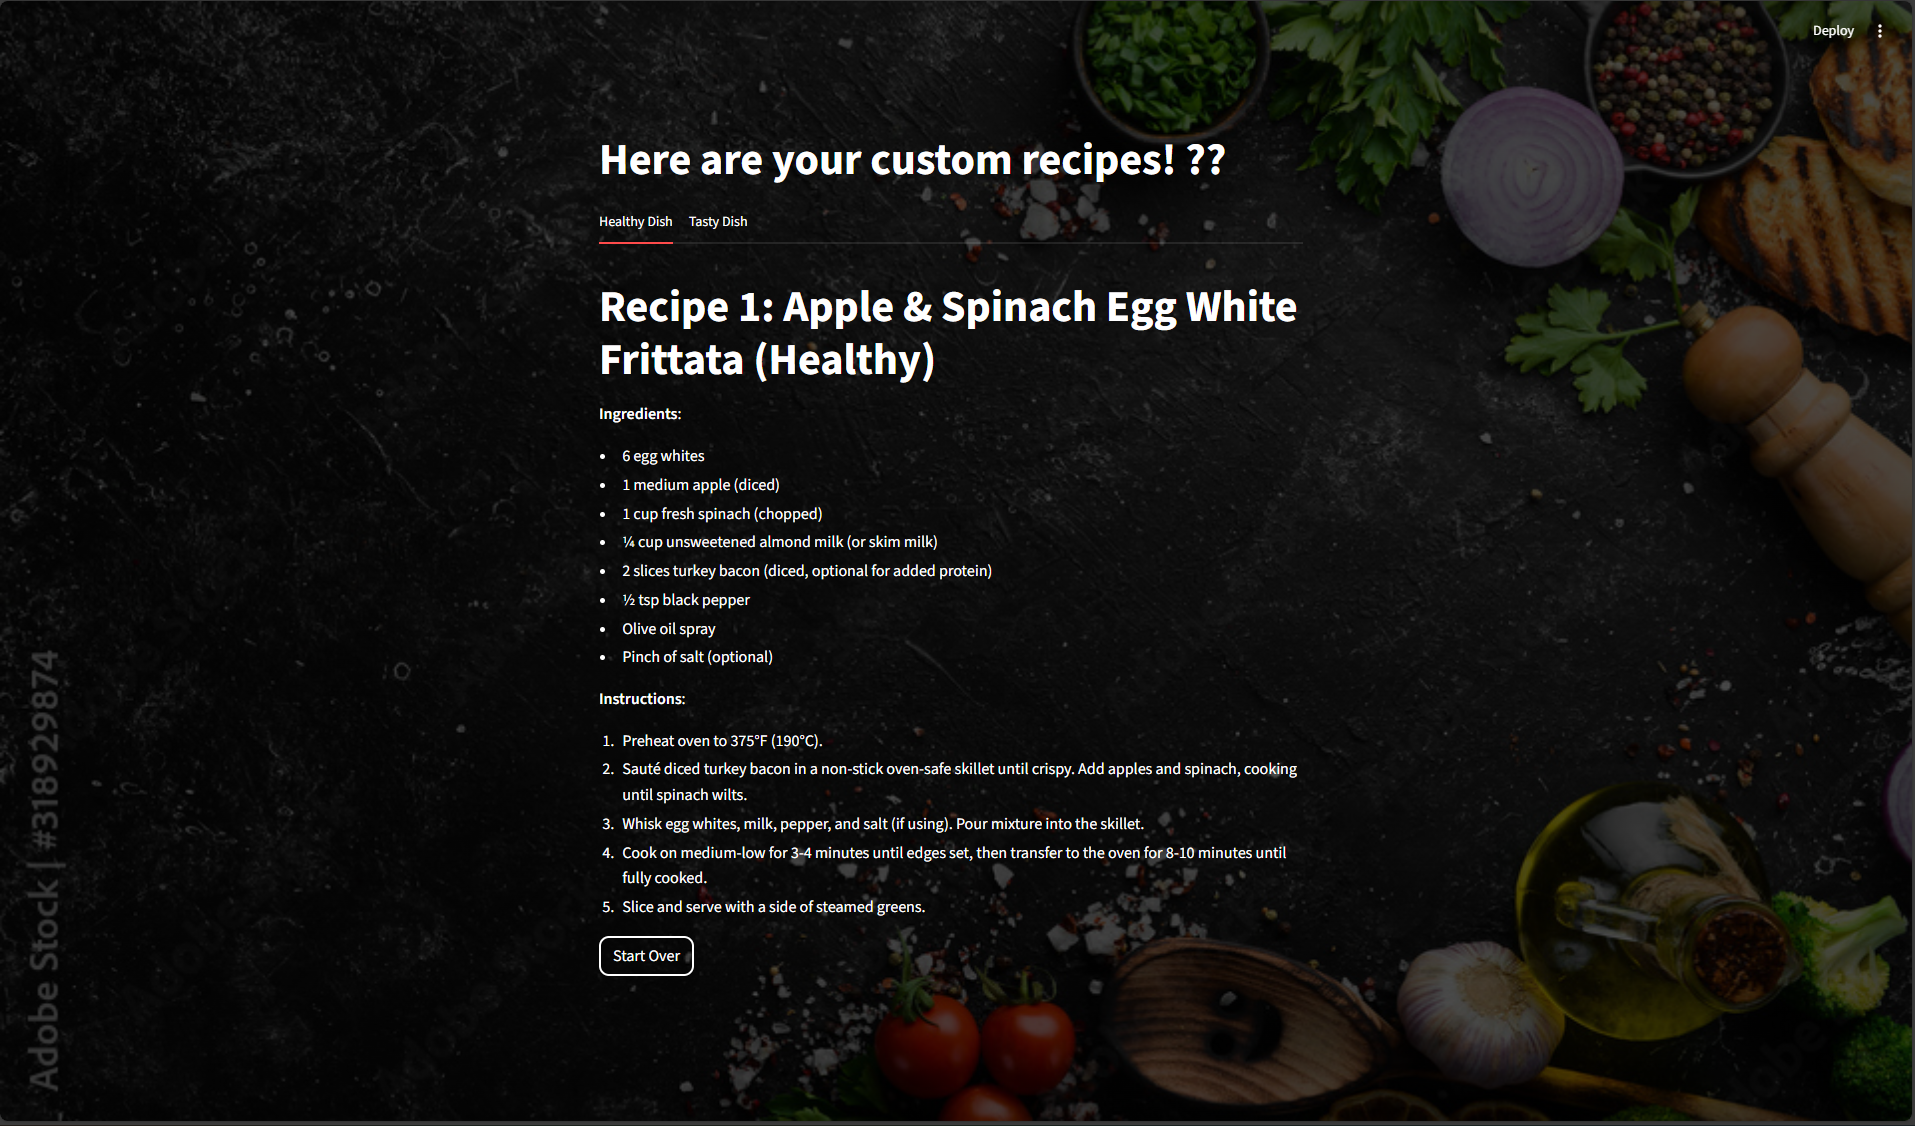 Deploy
Here are your custom recipes! ??
Healthy Dish Tasty Dish
Recipe 1: Apple & Spinach Egg White
Frittata (Healthy)
Ingredients:
• 6 egg whites
• 1 medium apple (diced)
• 1 cup fresh spinach (chopped)
• ¼ cup unsweetened almond milk (or skim milk)
• 2 slices turkey bacon (diced, optional for added protein)
• ½ tsp black pepper
• Olive oil spray
• Pinch of salt (optional)
Instructions:
1. Preheat oven to 375°F (190°C).
2. Sauté diced turkey bacon in a non-stick oven-safe skillet until crispy. Add apples and spinach, cooking
until spinach wilts.
3. Whisk egg whites, milk, pepper, and salt (if using). Pour mixture into the skillet.
4. Cook on medium-low for 3-4 minutes until edges set, then transfer to the oven for 8-10 minutes until
fully cooked.
5. Slice and serve with a side of steamed greens.
Start Over
Adobe Stock | #318929874